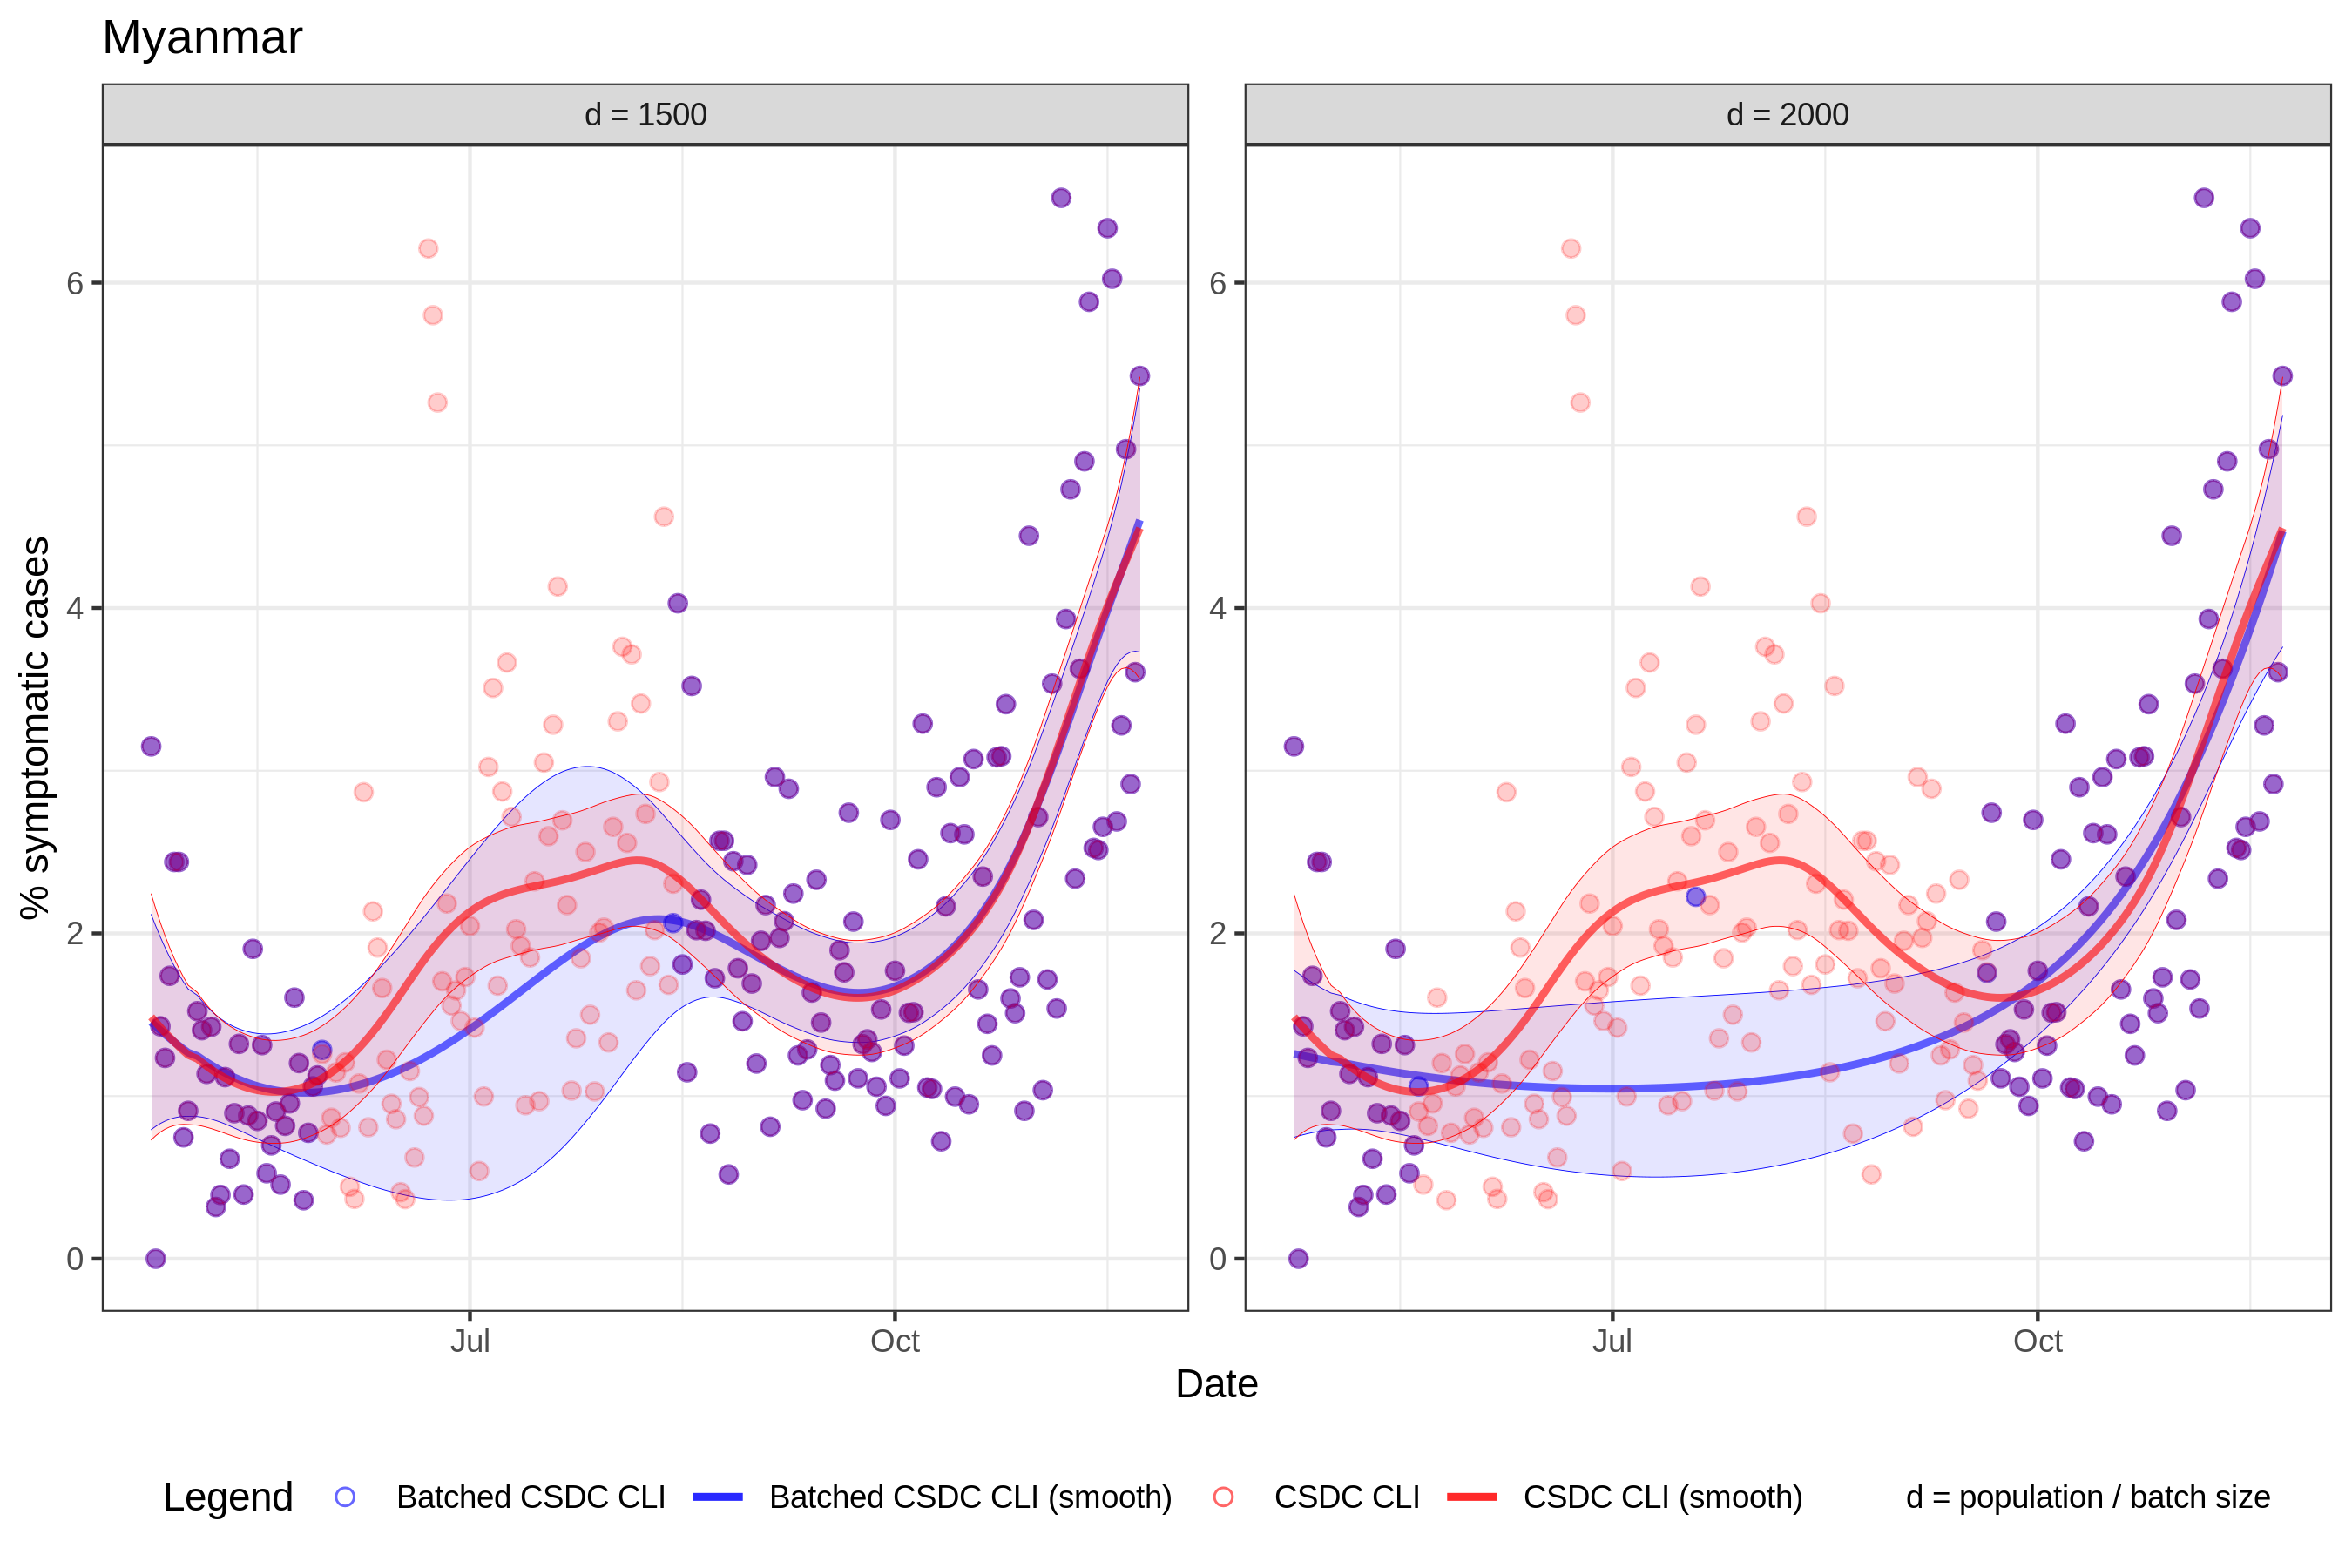 Myanmar
d = 1500
d = 2000
% symptomatic cases
6
4
2
0
6
4
2
0
Jul
Oct
Jul
Oct
Date
Legend
Batched CSDC CLI
Batched CSDC CLI (smooth)
CSDC CLI
CSDC CLI (smooth)
d = population / batch size